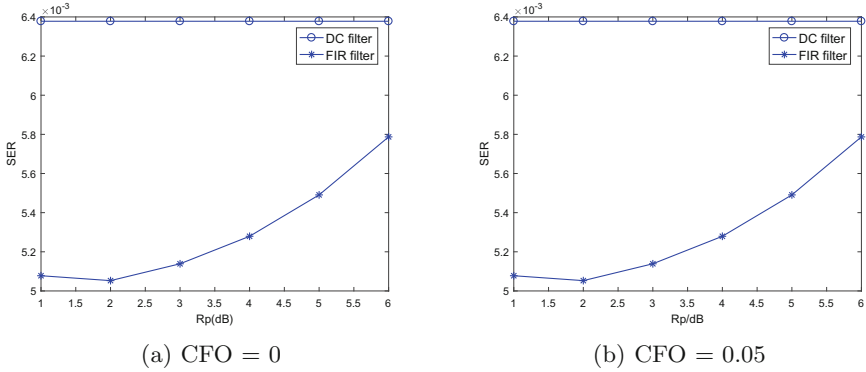 6.4 ×10⁻³
DC filter
FIR filter
6.2
6
5.8
SER
5.6
5.4
5.2
5
1 1.5 2 2.5 3 3.5 4 4.5 5 5.5 6
Rp(dB)
(a) CFO = 0
6.4 ×10⁻³
DC filter
FIR filter
6.2
6
5.8
SER
5.6
5.4
5.2
5
1 1.5 2 2.5 3 3.5 4 4.5 5 5.5 6
Rp/dB
(b) CFO = 0.05